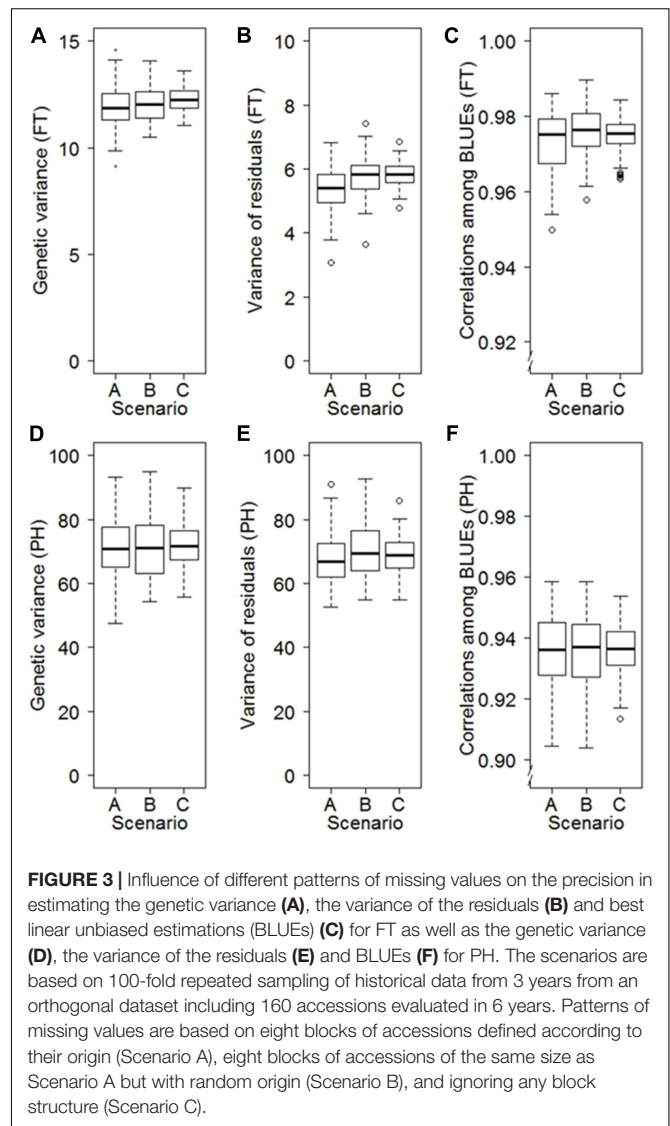 A
B
C
15
10
5
0
Genetic variance (FT)
A B C
Scenario
10
8
6
4
2
0
Variance of residuals (FT)
A B C
Scenario
1.00
0.98
0.96
0.94
0.92
Correlations among BLUEs (FT)
A B C
Scenario
D
E
F
100
80
60
40
20
0
Genetic variance (PH)
A B C
Scenario
100
80
60
40
20
0
Variance of residuals (PH)
A B C
Scenario
1.00
0.98
0.96
0.94
0.92
0.90
Correlations among BLUEs (PH)
A B C
Scenario
FIGURE 3 | Influence of different patterns of missing values on the precision in
estimating the genetic variance (A), the variance of the residuals (B) and best
linear unbiased estimations (BLUEs) (C) for FT as well as the genetic variance
(D), the variance of the residuals (E) and BLUEs (F) for PH. The scenarios are
based on 100-fold repeated sampling of historical data from 3 years from an
orthogonal dataset including 160 accessions evaluated in 6 years. Patterns of
missing values are based on eight blocks of accessions defined according to
their origin (Scenario A), eight blocks of accessions of the same size as
Scenario A but with random origin (Scenario B), and ignoring any block
structure (Scenario C).